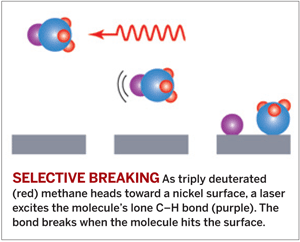 SELECTIVE BREAKING As triply deuterated
(red) methane heads toward a nickel surface, a laser
excites the molecule's lone C–H bond (purple). The
bond breaks when the molecule hits the surface.